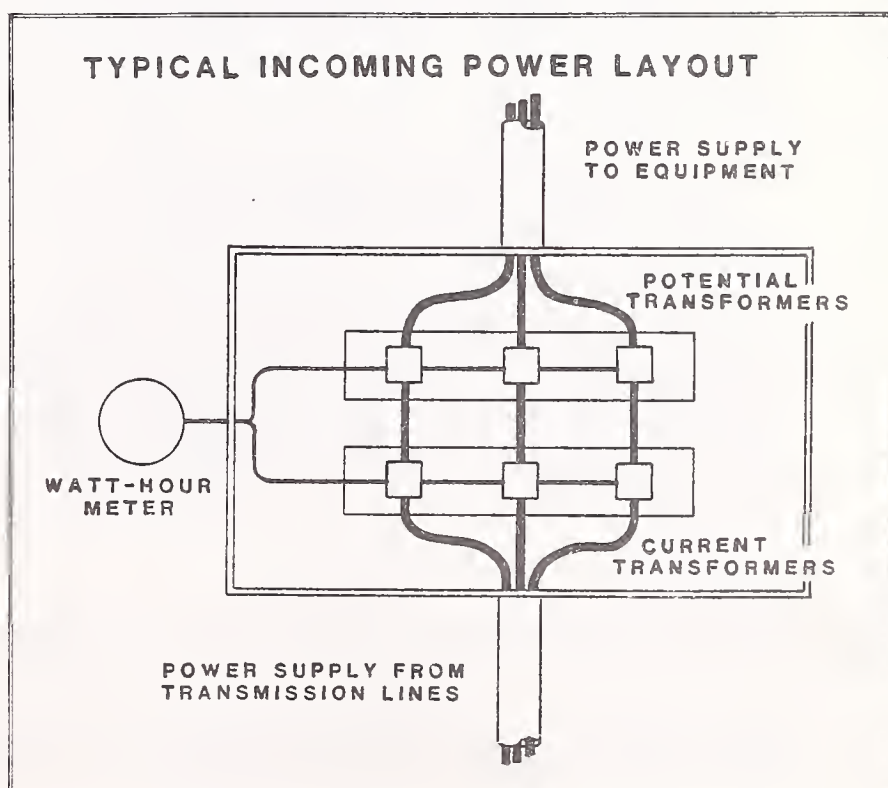 TYPICAL INCOMING POWER LAYOUT
POWER SUPPLY
TO EQUIPMENT
POTENTIAL
TRANSFORMERS
WATT-HOUR
METER
CURRENT
TRANSFORMERS
POWER SUPPLY FROM
TRANSMISSION LINES